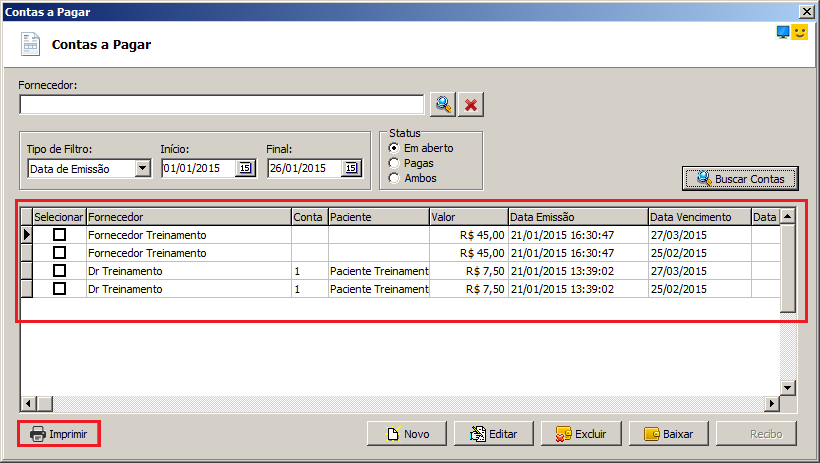 Contas a Pagar
Contas a Pagar
Fornecedor:
Tipo de Filtro: Início: Final:
Data de Emissão 01/01/2015 15 26/01/2015 15
Status
Em aberto
Pagas
Ambos
Buscar Contas
Selecionar Fornecedor Conta Paciente Valor Data Emissão Data Vencimento Data
Fornecedor Treinamento R$ 45,00 21/01/2015 16:30:47 27/03/2015
Fornecedor Treinamento R$ 45,00 21/01/2015 16:30:47 25/02/2015
Dr Treinamento 1 Paciente Treinament R$ 7,50 21/01/2015 13:39:02 27/03/2015
Dr Treinamento 1 Paciente Treinament R$ 7,50 21/01/2015 13:39:02 25/02/2015
Imprimir Novo Editar Excluir Baixar Recibo